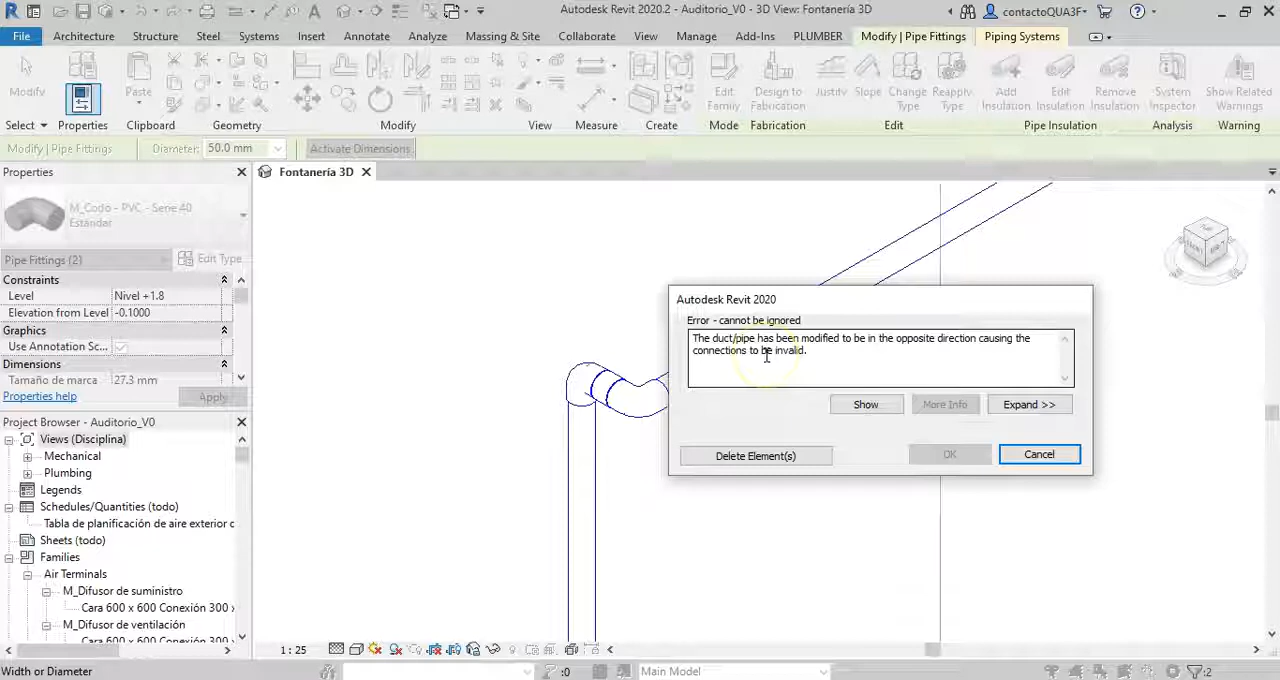 Autodesk Revit 2020.2 - Auditorio_V0 - 3D View: Fontanería 3D
contactoQUA3F
File Architecture Structure Steel Systems Insert Annotate Analyze Massing & Site Collaborate View Manage Add-Ins PLUMBER Modify | Pipe Fittings Piping Systems
Modify Paste Edit Family Design to Fabrication Justify Slope Change Type Reapply Type Add Insulation Edit Insulation Remove Insulation System Inspector Show Related Warnings
Select Properties Clipboard Geometry Modify View Measure Create Mode Fabrication Edit Pipe Insulation Analysis Warning
Modify | Pipe Fittings Diameter: 50.0 mm Activate Dimensions
Properties
Fontanería 3D
M_Codo - PVC - Serie 40
Estándar
Pipe Fittings (2) Edit Type
Constraints
Level Nivel +1.8
Elevation from Level -0.1000
Graphics
Use Annotation Sc...
Dimensions
Tamaño de marca 27.3 mm
Properties help Apply
Project Browser - Auditorio_V0
Views (Disciplina)
Mechanical
Plumbing
Legends
Schedules/Quantities (todo)
Tabla de planificación de aire exterior c
Sheets (todo)
Families
Air Terminals
M_Difusor de suministro
Cara 600 x 600 Conexión 300 x
M_Difusor de ventilación
Cara 600 x 600 Conexión 300 x
Autodesk Revit 2020
Error - cannot be ignored
The duct/pipe has been modified to be in the opposite direction causing the
connections to be invalid.
Show More Info Expand >>
Delete Element(s) OK Cancel
1 : 25
Width or Diameter :0 Main Model :2